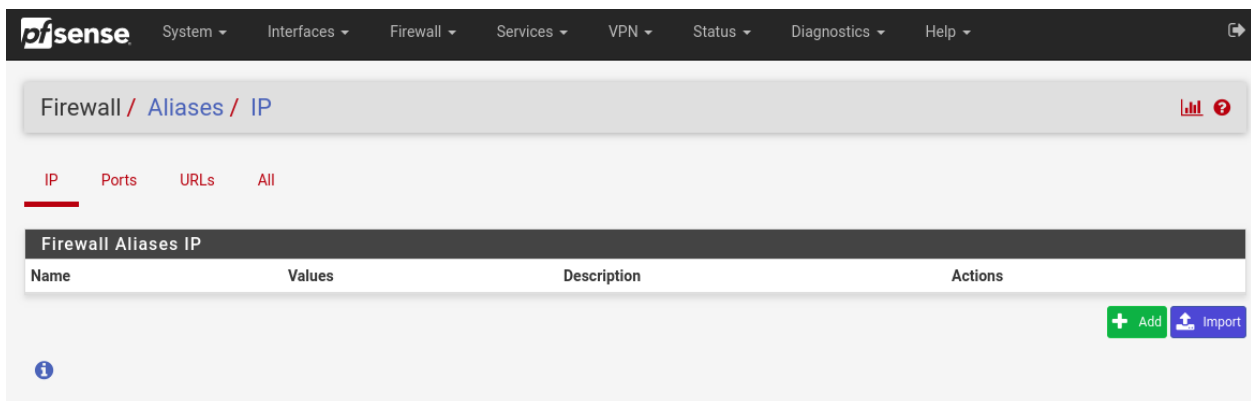 pfsense System Interfaces Firewall Services VPN Status Diagnostics Help
Firewall / Aliases / IP
IP Ports URLs All
Firewall Aliases IP
Name Values Description Actions
Add Import